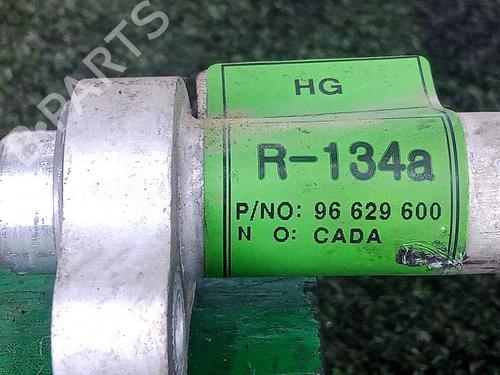 B-PARTS
HG
R-134a
P/NO: 96 629 600
N O: CADA